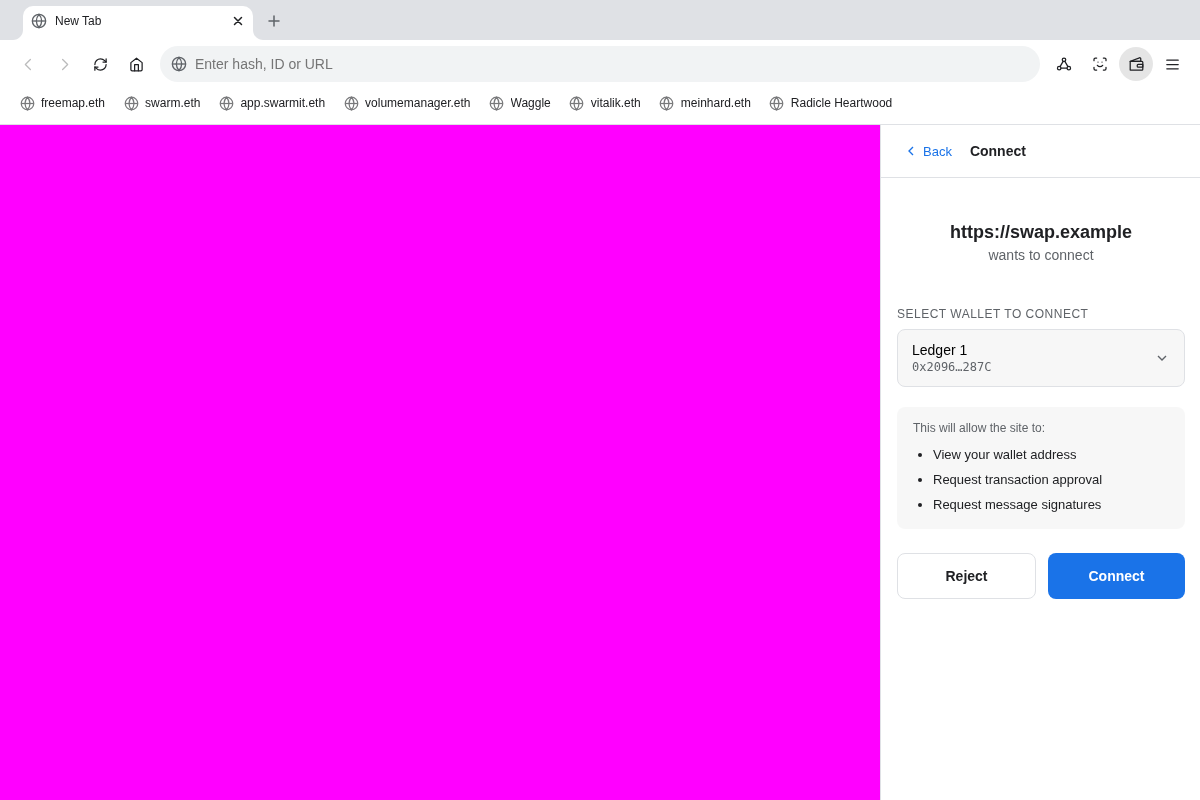 New Tab
Enter hash, ID or URL
freemap.eth
swarm.eth
app.swarmit.eth
volumemanager.eth
Waggle
vitalik.eth
meinhard.eth
Radicle Heartwood
Back
Connect
https://swap.example
wants to connect
SELECT WALLET TO CONNECT
Ledger 1
0x2096…287C
This will allow the site to:
View your wallet address
Request transaction approval
Request message signatures
Reject
Connect